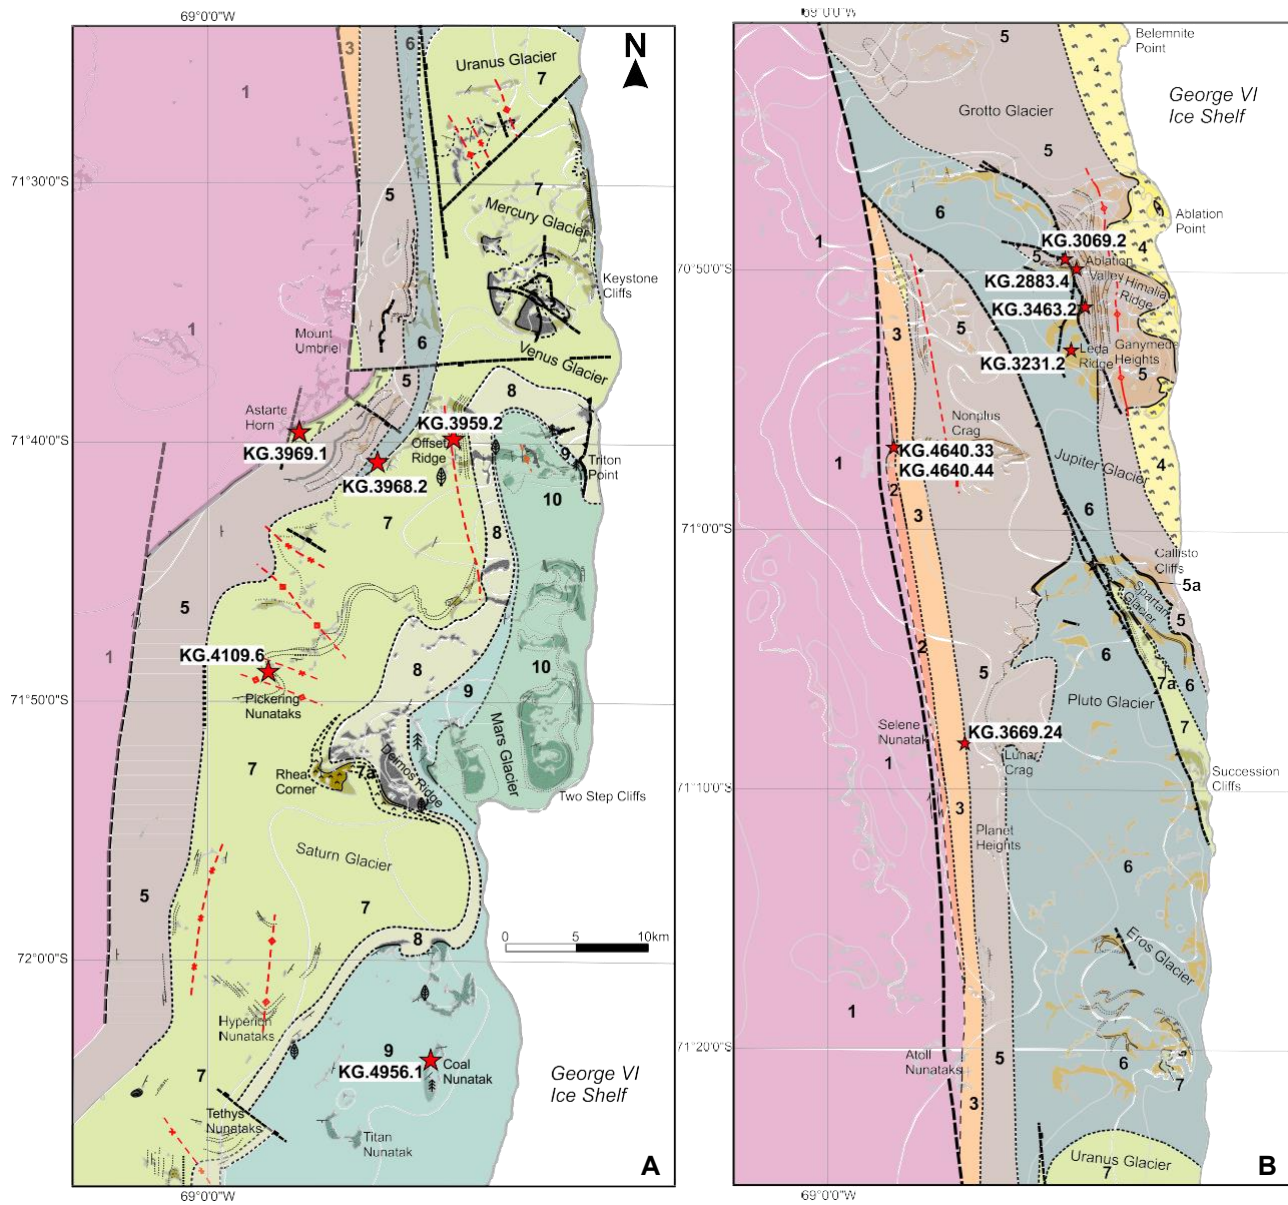 69°0'0"W
3
6
Uranus Glacier
7
N
1
71°30'0"S
5
7
Mercury Glacier
Keystone
Cliffs
Mount
Umbriel
1
6
Venus Glacier
7
5
8
Astarte
Horn
7
KG.3959.2
Offset
Ridge
71°40'0"S
KG.3969.1
9
Triton
Point
KG.3968.2
10
7
8
5
1
KG.4109.6
8
10
71°50'0"S
Pickering
Nunataks
9
Mars Glacier
7
Rhea
Corner
7a
Deimos Ridge
Two Step Cliffs
Saturn Glacier
5
7
8
0
5
10km
72°0'0"S
Hyperion
Nunataks
9
KG.4956.1
Coal
Nunatak
George VI
Ice Shelf
7
Tethys
Nunataks
Titan
Nunatak
A
69°0'0"W
69°0'0"W
5
Belemnite
Point
4
George VI
Ice Shelf
Grotto Glacier
5
6
Ablation
Point
1
KG.3069.2
4
5
Ablation
Valley
70°50'0"S
KG.2883.4
Himalia
Ridge
KG.3463.2
3
5
KG.3231.2
Leda
Ridge
Ganymede
Heights
5
Nonplus
Crag
KG.4640.33
KG.4640.44
1
Jupiter Glacier
4
2
3
6
71°0'0"S
Callisto
Cliffs
5a
Spartan
Glacier
5
2
5
6
7a
6
Pluto Glacier
Selene
Nunatak
KG.3669.24
7
1
Lunar
Crag
Succession
Cliffs
71°10'0"S
3
Planet
Heights
6
Eros Glacier
1
71°20'0"S
Atoll
Nunataks
5
6
7
3
Uranus Glacier
7
B
69°0'0"W